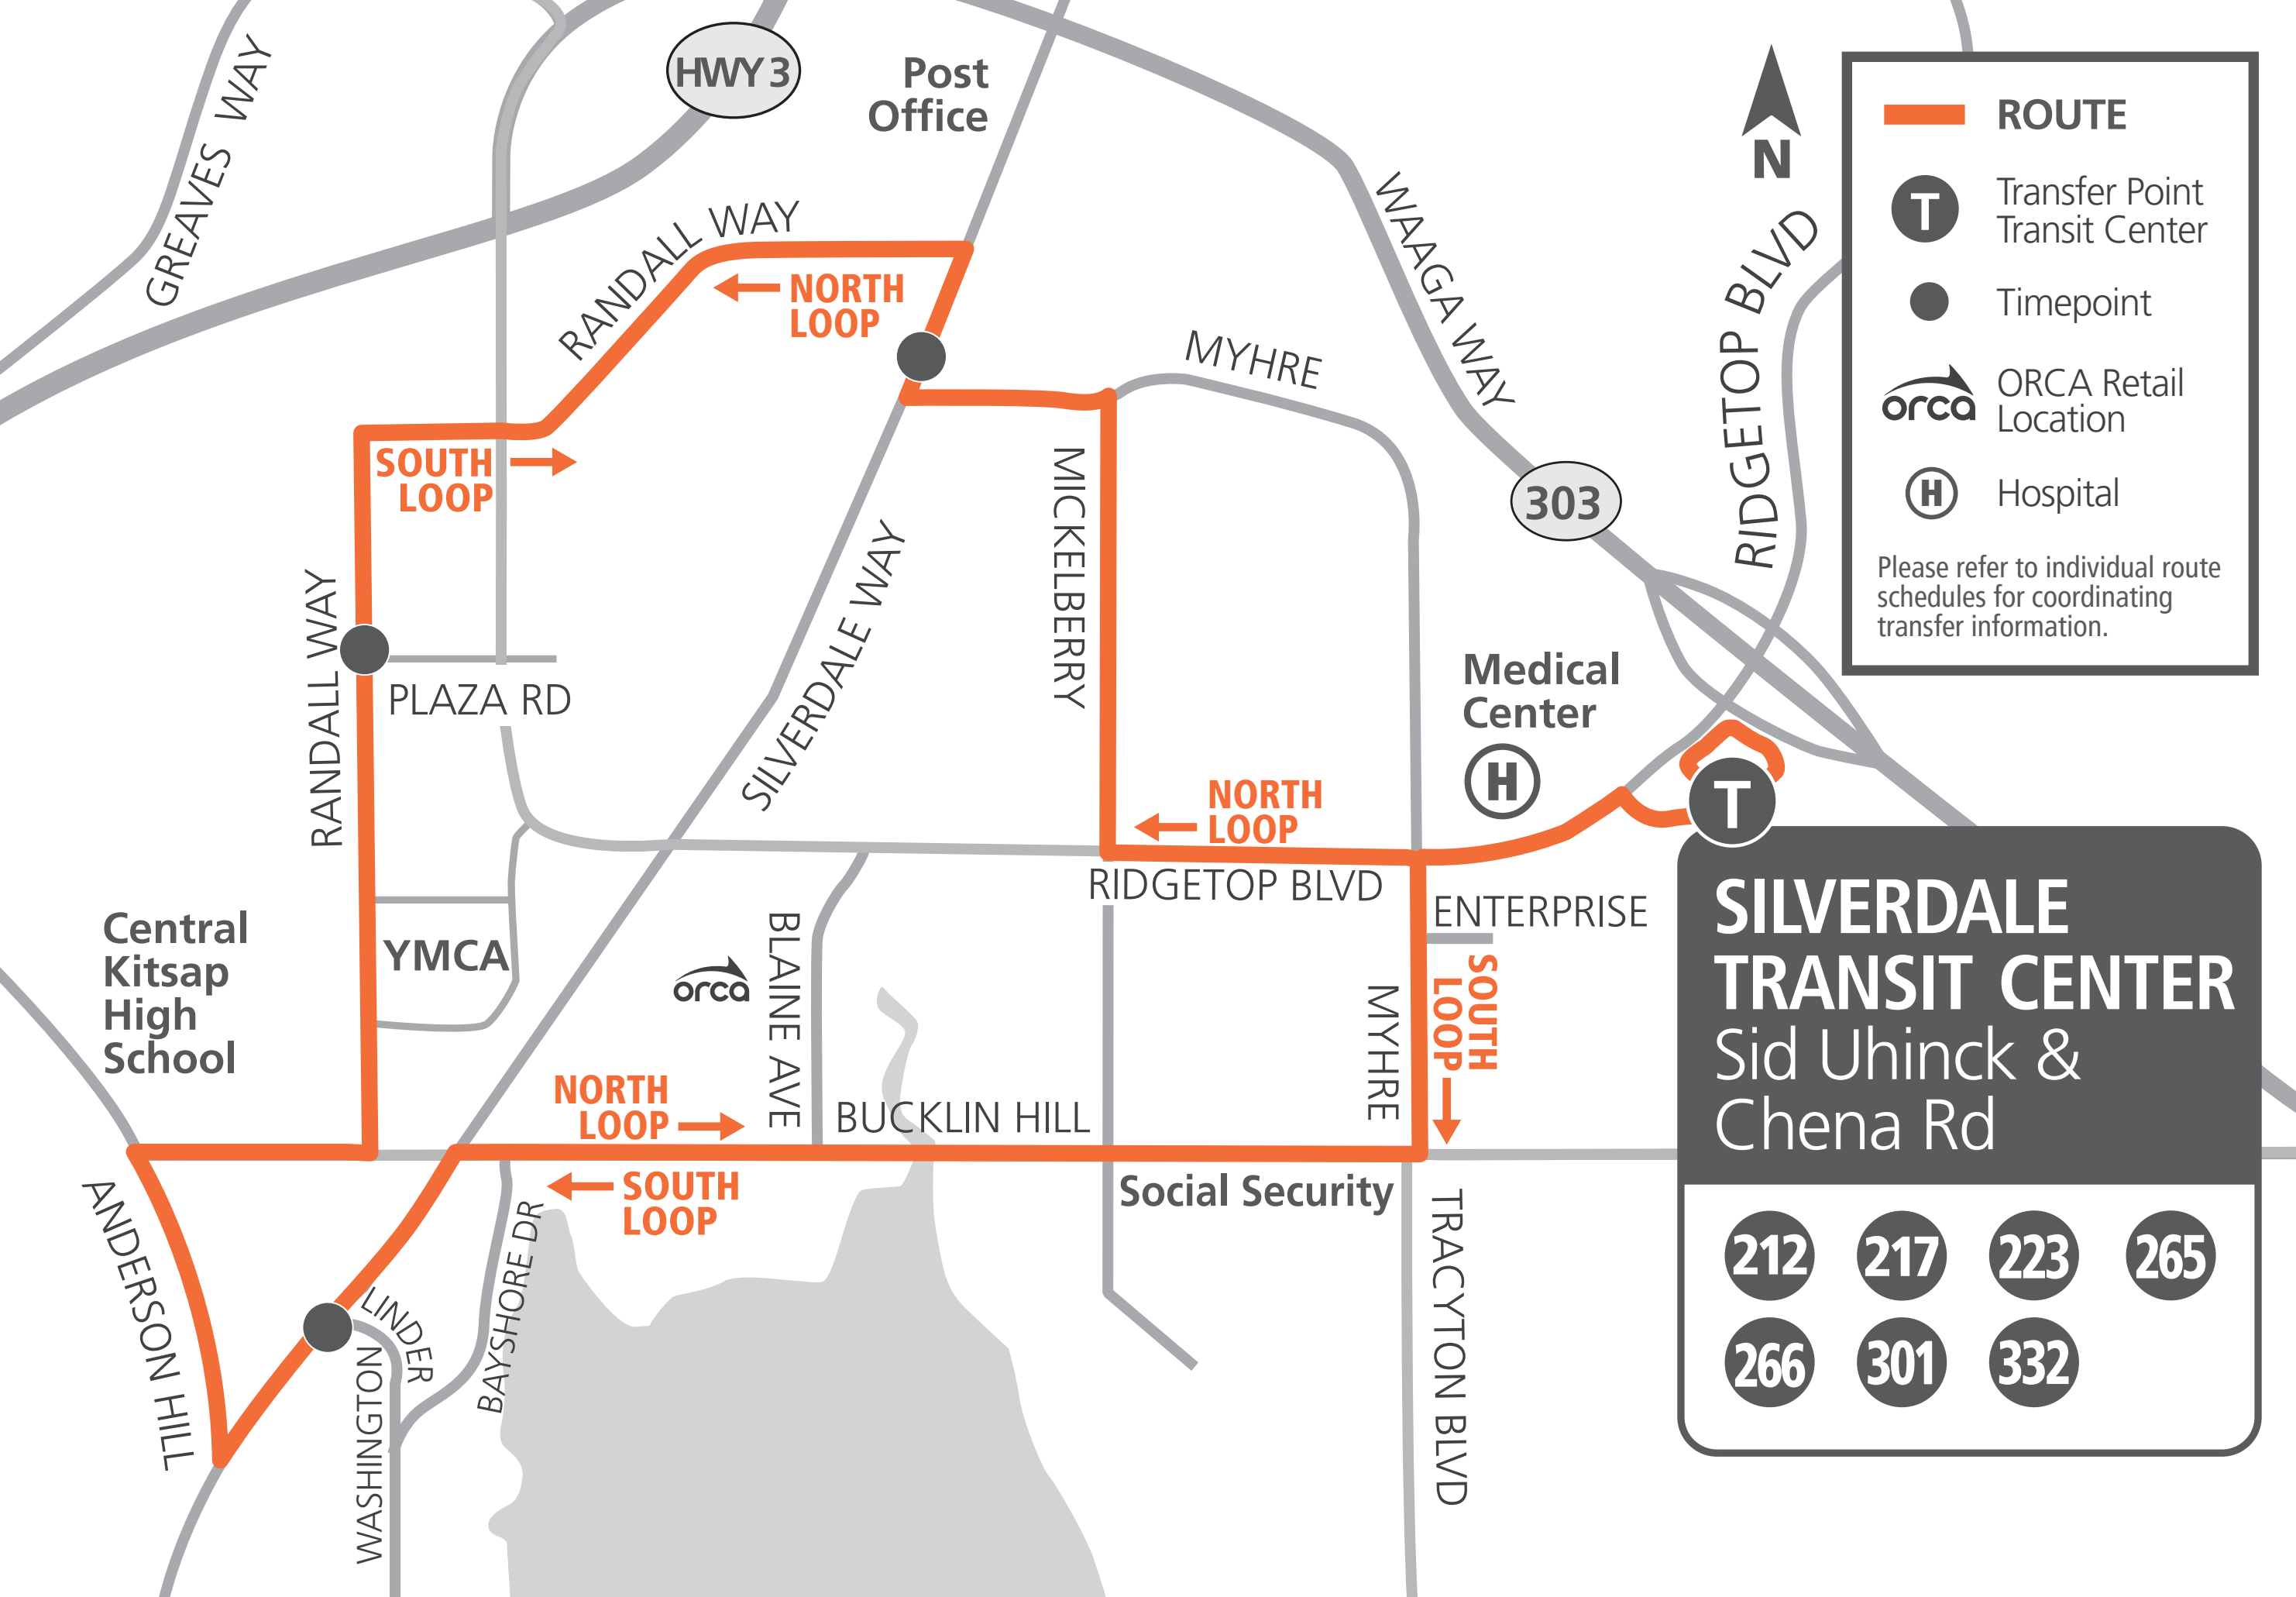 GREAVES WAY
HWY 3
Post
Office
N
ROUTE
T
Transfer Point
Transit Center
Timepoint
orca
ORCA Retail
Location
H
Hospital
Please refer to individual route
schedules for coordinating
transfer information.
RANDALL WAY
NORTH
LOOP
WAAGA WAY
RIDGETOP BLVD
MYHRE
SOUTH
LOOP
MICKELBERRY
303
SILVERDALE WAY
RANDALL WAY
PLAZA RD
Medical
Center
H
NORTH
LOOP
T
RIDGETOP BLVD
ENTERPRISE
SOUTH
LOOP
MYHRE
Central
Kitsap
High
School
YMCA
orca
BLAINE AVE
NORTH
LOOP
BUCKLIN HILL
SOUTH
LOOP
Social Security
ANDERSON HILL
LINDER
WASHINGTON
BAYSHORE DR
TRACYTON BLVD
SILVERDALE
TRANSIT CENTER
Sid Uhinck &
Chena Rd
212 217 223 265
266 301 332